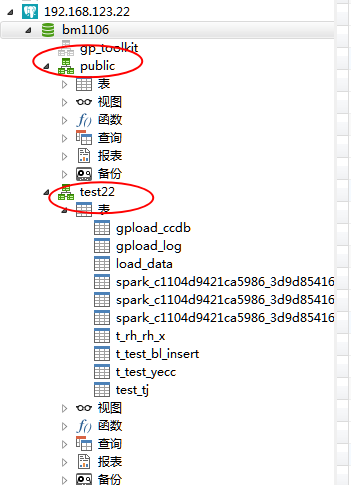 192.168.123.22
bm1106
gp_toolkit
public
表
视图
函数
查询
报表
备份
test22
表
gpload_ccdb
gpload_log
load_data
spark_c1104d9421ca5986_3d9d85416
spark_c1104d9421ca5986_3d9d85416
spark_c1104d9421ca5986_3d9d85416
t_rh_rh_x
t_test_bl_insert
t_test_yecc
test_tj
视图
函数
查询
报表
备份